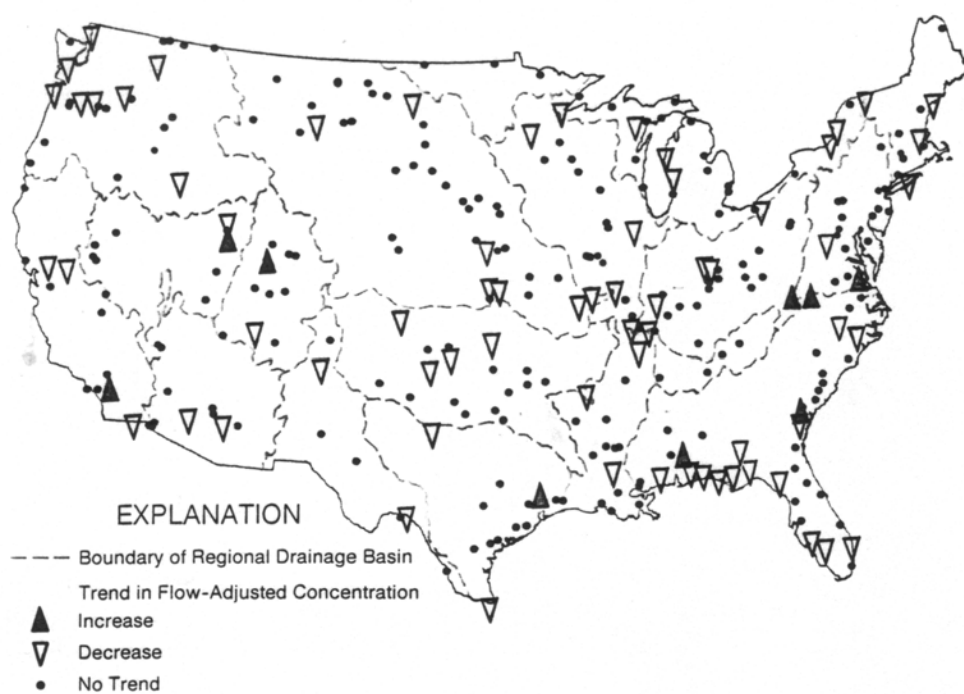 EXPLANATION
Boundary of Regional Drainage Basin
Trend in Flow-Adjusted Concentration
Increase
Decrease
No Trend